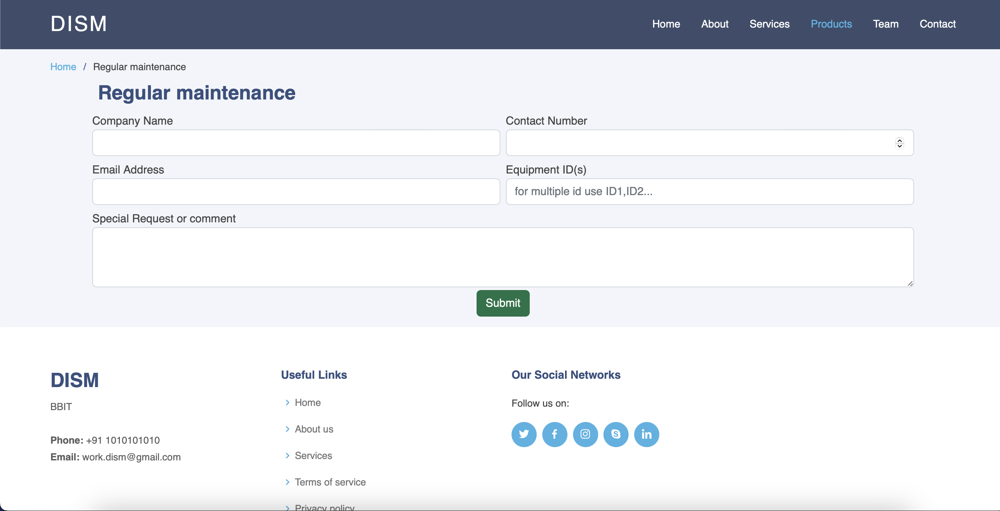 DISM
Home About Services Products Team Contact
Home / Regular maintenance
Regular maintenance
Company Name
Contact Number
Email Address
Equipment ID(s)
for multiple id use ID1,ID2...
Special Request or comment
Submit
DISM
BBIT
Phone: +91 1010101010
Email: work.dism@gmail.com
Useful Links
Home
About us
Services
Terms of service
Privacy policy
Our Social Networks
Follow us on: